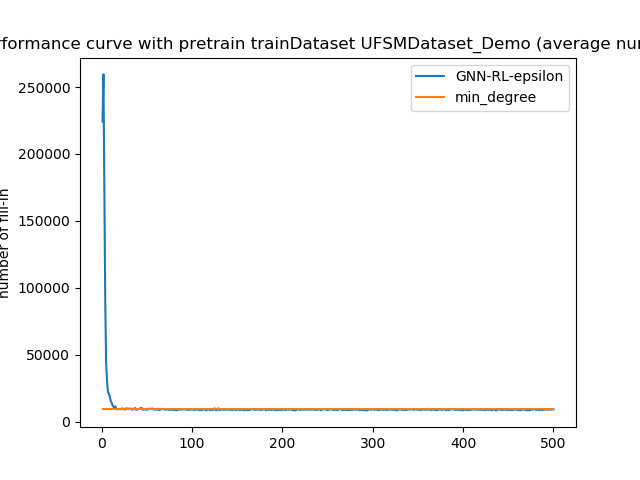 rformance curve with pretrain trainDataset UFSMDataset_Demo (average nu
GNN-RL-epsilon
min_degree
number of fill-in
250000
200000
150000
100000
50000
0
0 100 200 300 400 500